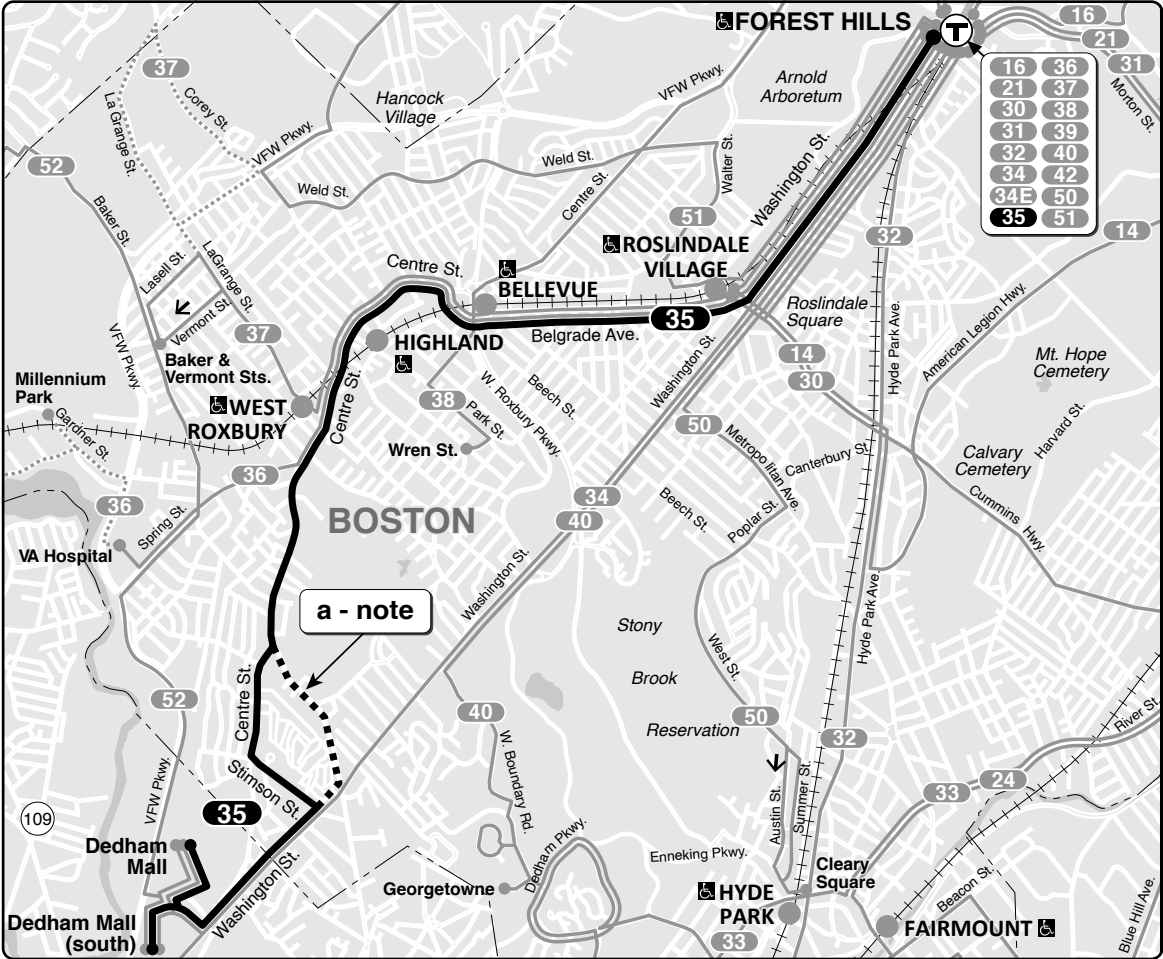 FOREST HILLS
T
16
21
31
Morton St.
16 36
21 37
30 38
31 39
32 40
34 42
34E 50
35 51
14
37
La Grange St.
Corey St.
Hancock
Village
VFW Pkwy.
VFW Pkwy.
Arnold
Arboretum
52
Baker St.
Weld St.
Weld St.
Centre St.
Walter St.
Washington St.
51
ROSLINDALE
VILLAGE
32
Lasell St.
LaGrange St.
Vermont St.
37
Baker &
Vermont Sts.
VFW Pkwy.
Centre St.
BELLEVUE
HIGHLAND
Belgrade Ave.
35
Roslindale
Square
Hyde Park Ave.
American Legion Hwy.
Mt. Hope
Cemetery
14
30
Millennium
Park
Gardner St.
WEST
ROXBURY
Centre St.
38
Park St.
Wren St.
W. Roxbury Pkwy.
Beech St.
Washington St.
50
Metropolitan Ave.
Canterbury St.
Harvard St.
Calvary
Cemetery
Cummins Hwy.
36
36
Spring St.
VA Hospital
BOSTON
34
40
Beech St.
Poplar St.
Washington St.
a - note
Stony
Brook
Reservation
West St.
Hyde Park Ave.
52
Centre St.
40
W. Boundary Rd.
50
32
River St.
24
33
VFW Pkwy.
Stimson St.
35
109
Austin St.
Summer St.
Dedham
Mall
Washington St.
Georgetowne
Dedham Pkwy.
Enneking Pkwy.
Cleary
Square
HYDE
PARK
33
Beacon St.
FAIRMOUNT
Blue Hill Ave.
Dedham Mall
(south)